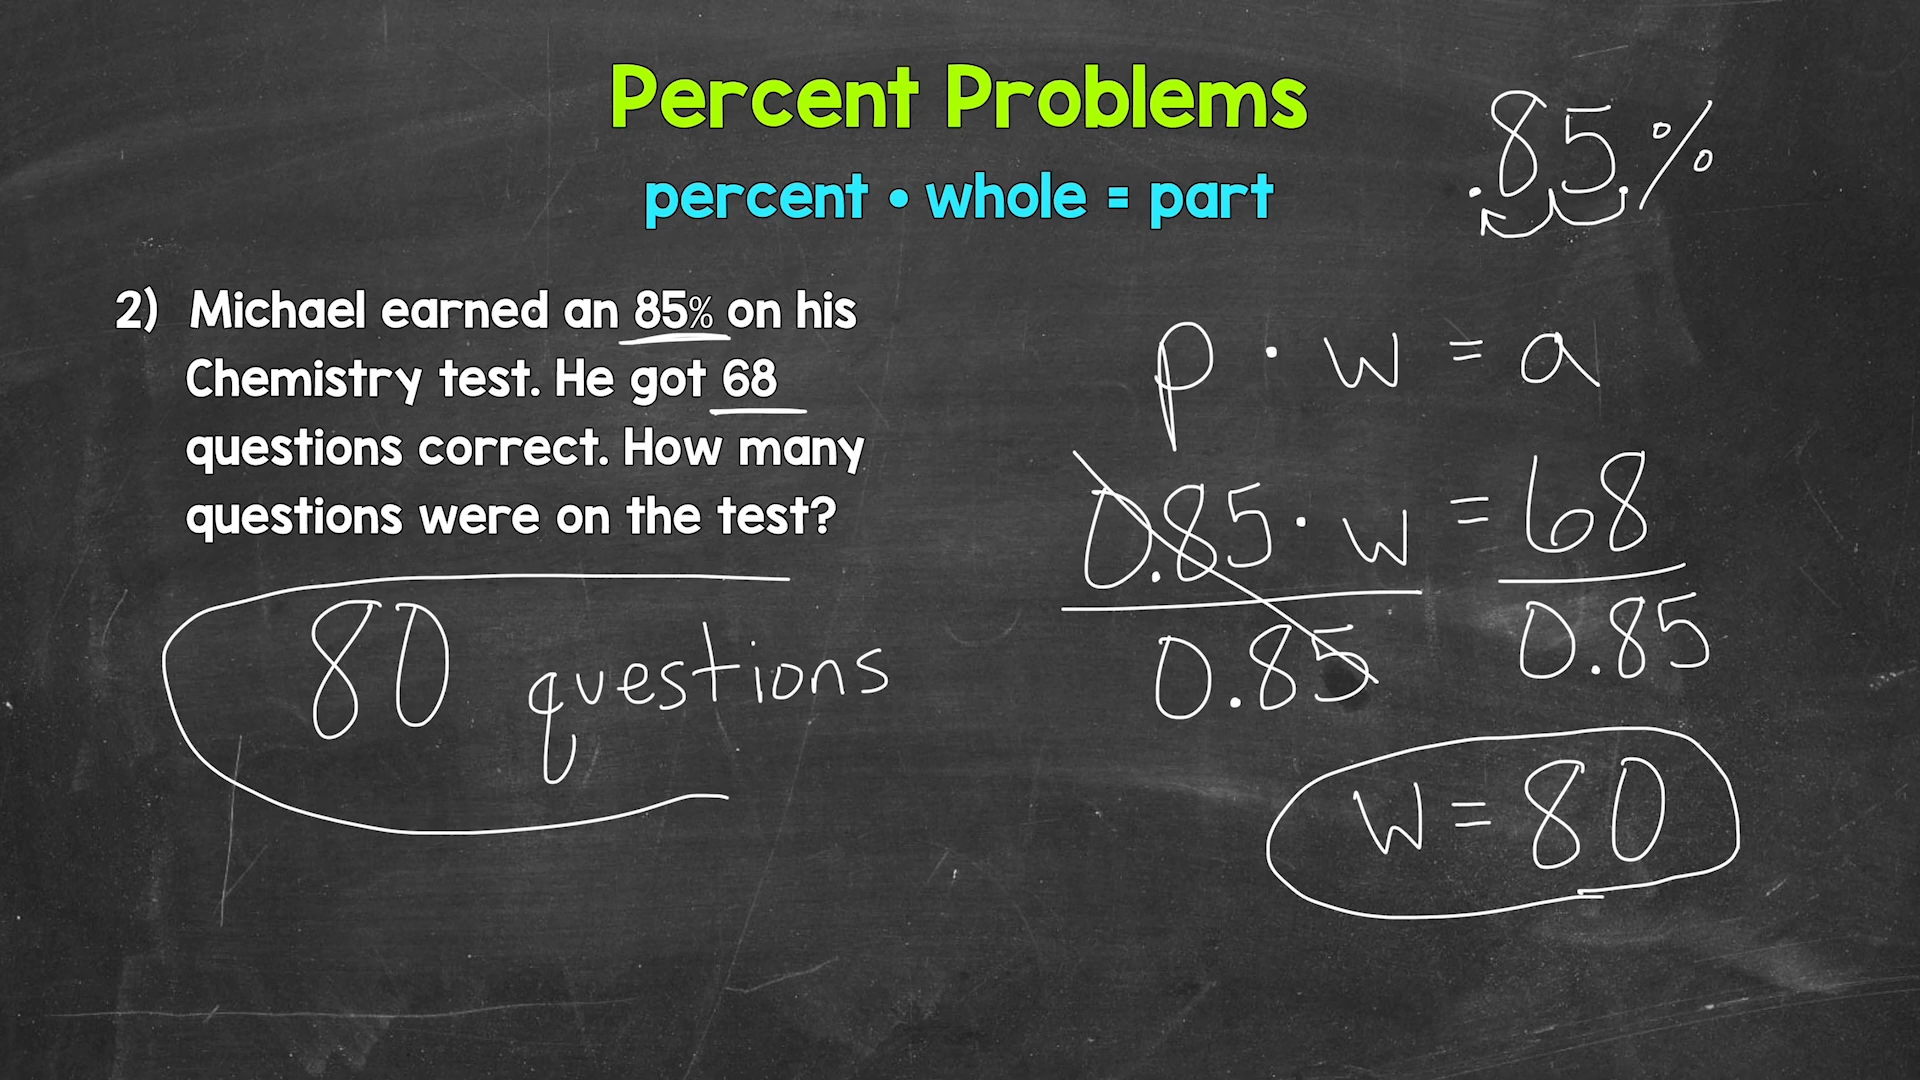 Percent Problems
percent • whole = part
.85.%
2) Michael earned an 85% on his
Chemistry test. He got 68
questions correct. How many
questions were on the test?
80 questions
p · w = a
0.85 · w = 68
0.85 0.85
w = 80